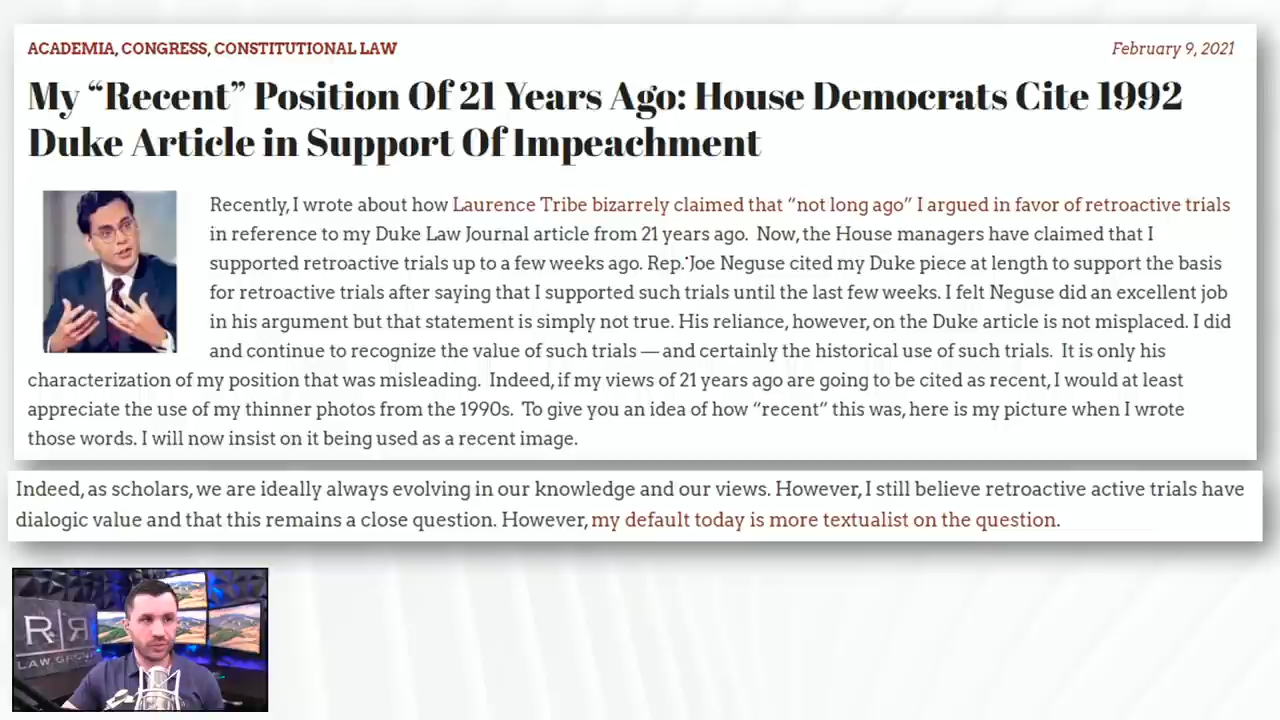 ACADEMIA, CONGRESS, CONSTITUTIONAL LAW
February 9, 2021
My “Recent” Position Of 21 Years Ago: House Democrats Cite 1992
Duke Article in Support Of Impeachment
Recently, I wrote about how Laurence Tribe bizarrely claimed that “not long ago” I argued in favor of retroactive trials
in reference to my Duke Law Journal article from 21 years ago. Now, the House managers have claimed that I
supported retroactive trials up to a few weeks ago. Rep. Joe Neguse cited my Duke piece at length to support the basis
for retroactive trials after saying that I supported such trials until the last few weeks. I felt Neguse did an excellent job
in his argument but that statement is simply not true. His reliance, however, on the Duke article is not misplaced. I did
and continue to recognize the value of such trials — and certainly the historical use of such trials. It is only his
characterization of my position that was misleading. Indeed, if my views of 21 years ago are going to be cited as recent, I would at least
appreciate the use of my thinner photos from the 1990s. To give you an idea of how “recent” this was, here is my picture when I wrote
those words. I will now insist on it being used as a recent image.
Indeed, as scholars, we are ideally always evolving in our knowledge and our views. However, I still believe retroactive active trials have
dialogic value and that this remains a close question. However, my default today is more textualist on the question.
R|R
LAW GROUP